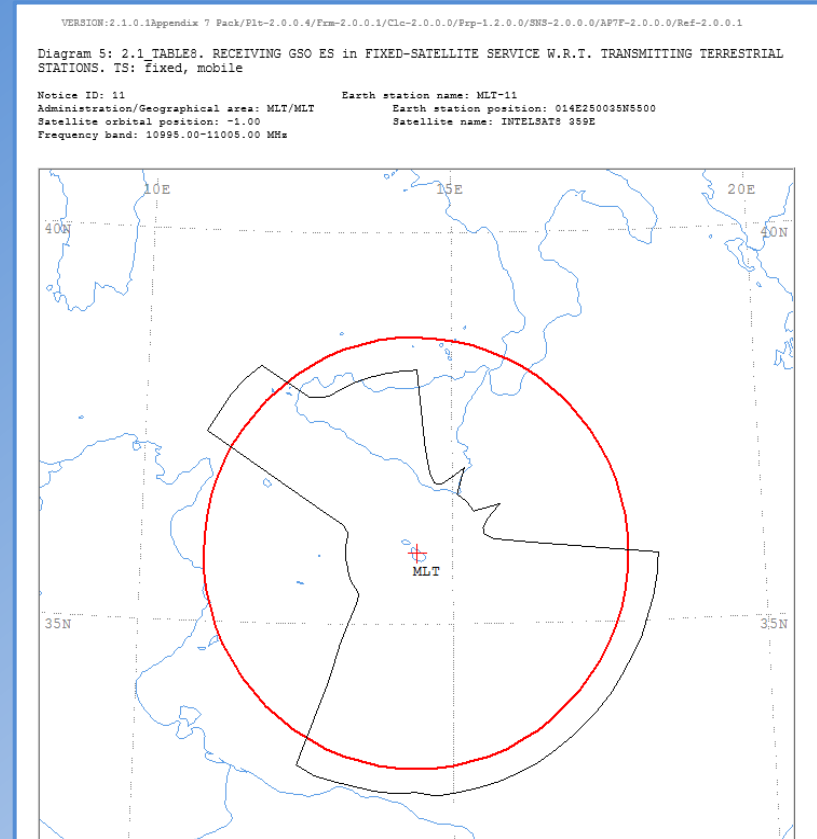 VERSION:2.1.0.1Appendix 7 Pack/Plt-2.0.0.4/Frm-2.0.0.1/Clc-2.0.0.0/Prp-1.2.0.0/SNS-2.0.0.0/AP7F-2.0.0.0/Ref-2.0.0.1
Diagram 5: 2.1_TABLE8. RECEIVING GSO ES in FIXED-SATELLITE SERVICE W.R.T. TRANSMITTING TERRESTRIAL
STATIONS. TS: fixed, mobile
Notice ID: 11 Earth station name: MLT-11
Administration/Geographical area: MLT/MLT Earth station position: 014E250035N5500
Satellite orbital position: -1.00 Satellite name: INTELSAT8 359E
Frequency band: 10995.00-11005.00 MHz
10E 15E 20E
40N 40N
MLT
35N 35N